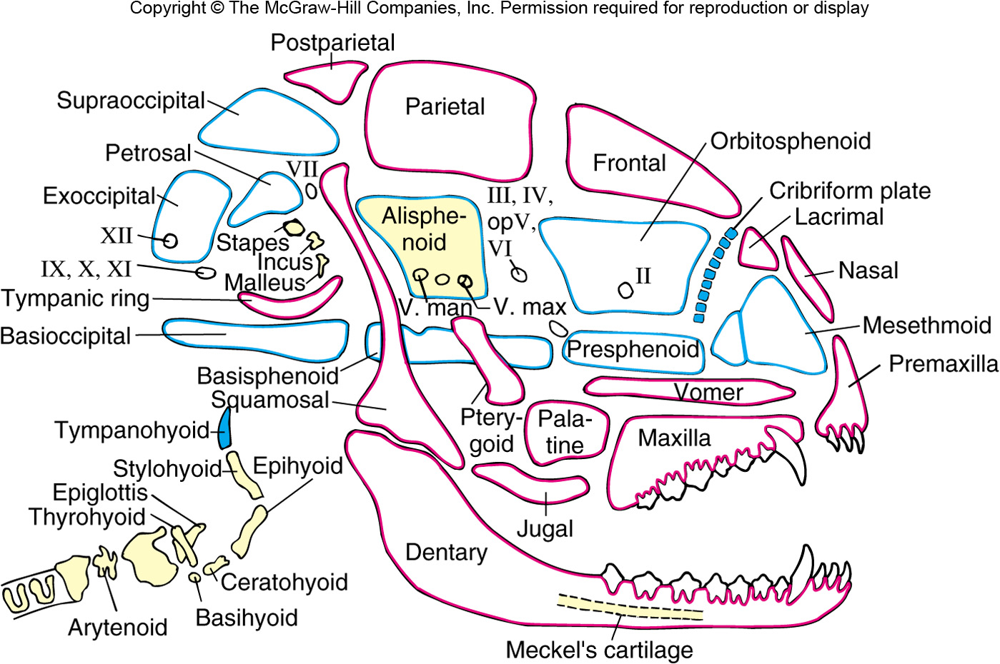 Copyright © The McGraw-Hill Companies, Inc. Permission required for reproduction or display
Postparietal
Supraoccipital
Parietal
Petrosal
Orbitosphenoid
Frontal
VII
Exoccipital
III, IV,
opV,
VI
Cribriform plate
Alisphe-
noid
Lacrimal
XII
Stapes
Incus
Malleus
IX, X, XI
II
Nasal
Tympanic ring
V. man
V. max
Basioccipital
Mesethmoid
Presphenoid
Premaxilla
Basisphenoid
Squamosal
Vomer
Ptery-
goid
Pala-
tine
Maxilla
Tympanohyoid
Stylohyoid
Epihyoid
Epiglottis
Thyrohyoid
Jugal
Dentary
Ceratohyoid
Basihyoid
Arytenoid
Meckel's cartilage